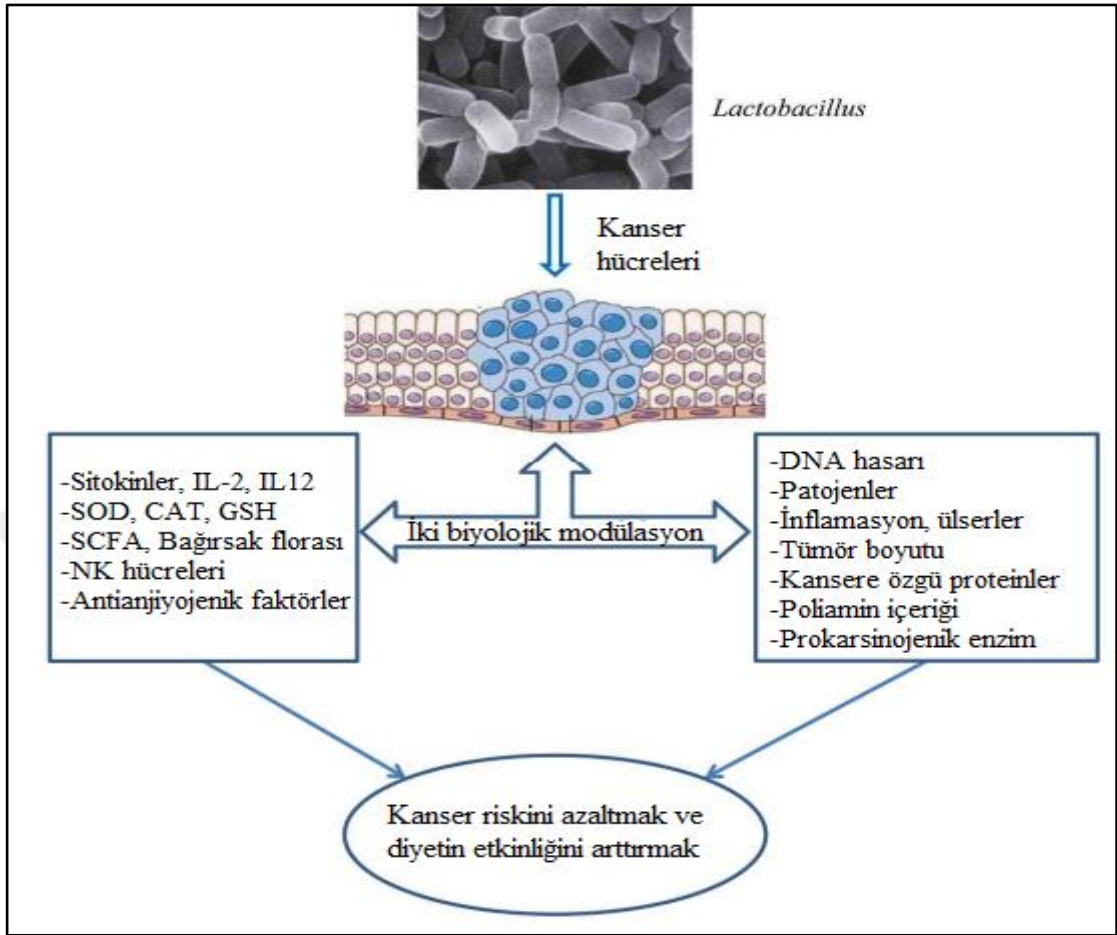 Lactobacillus
Kanser
hücreleri
-Sitokinler, IL-2, IL12
-SOD, CAT, GSH
-SCFA, Bağırsak florası
-NK hücreleri
-Antianjiyojenik faktörler
İki biyolojik modülasyon
-DNA hasarı
-Patojenler
-İnflamasyon, ülserler
-Tümör boyutu
-Kansere özgü proteinler
-Poliamin içeriği
-Prokarsinojenik enzim
Kanser riskini azaltmak ve
diyetin etkinliğini arttırmak